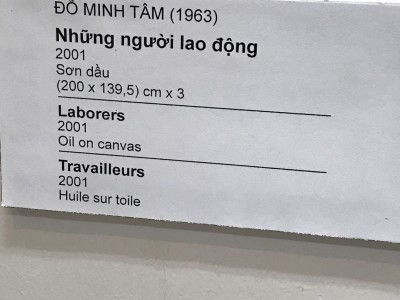 ĐỖ MINH TÂM (1963)
Những người lao động
2001
Sơn dầu
(200 x 139,5) cm x 3
Laborers
2001
Oil on canvas
Travailleurs
2001
Huile sur toile